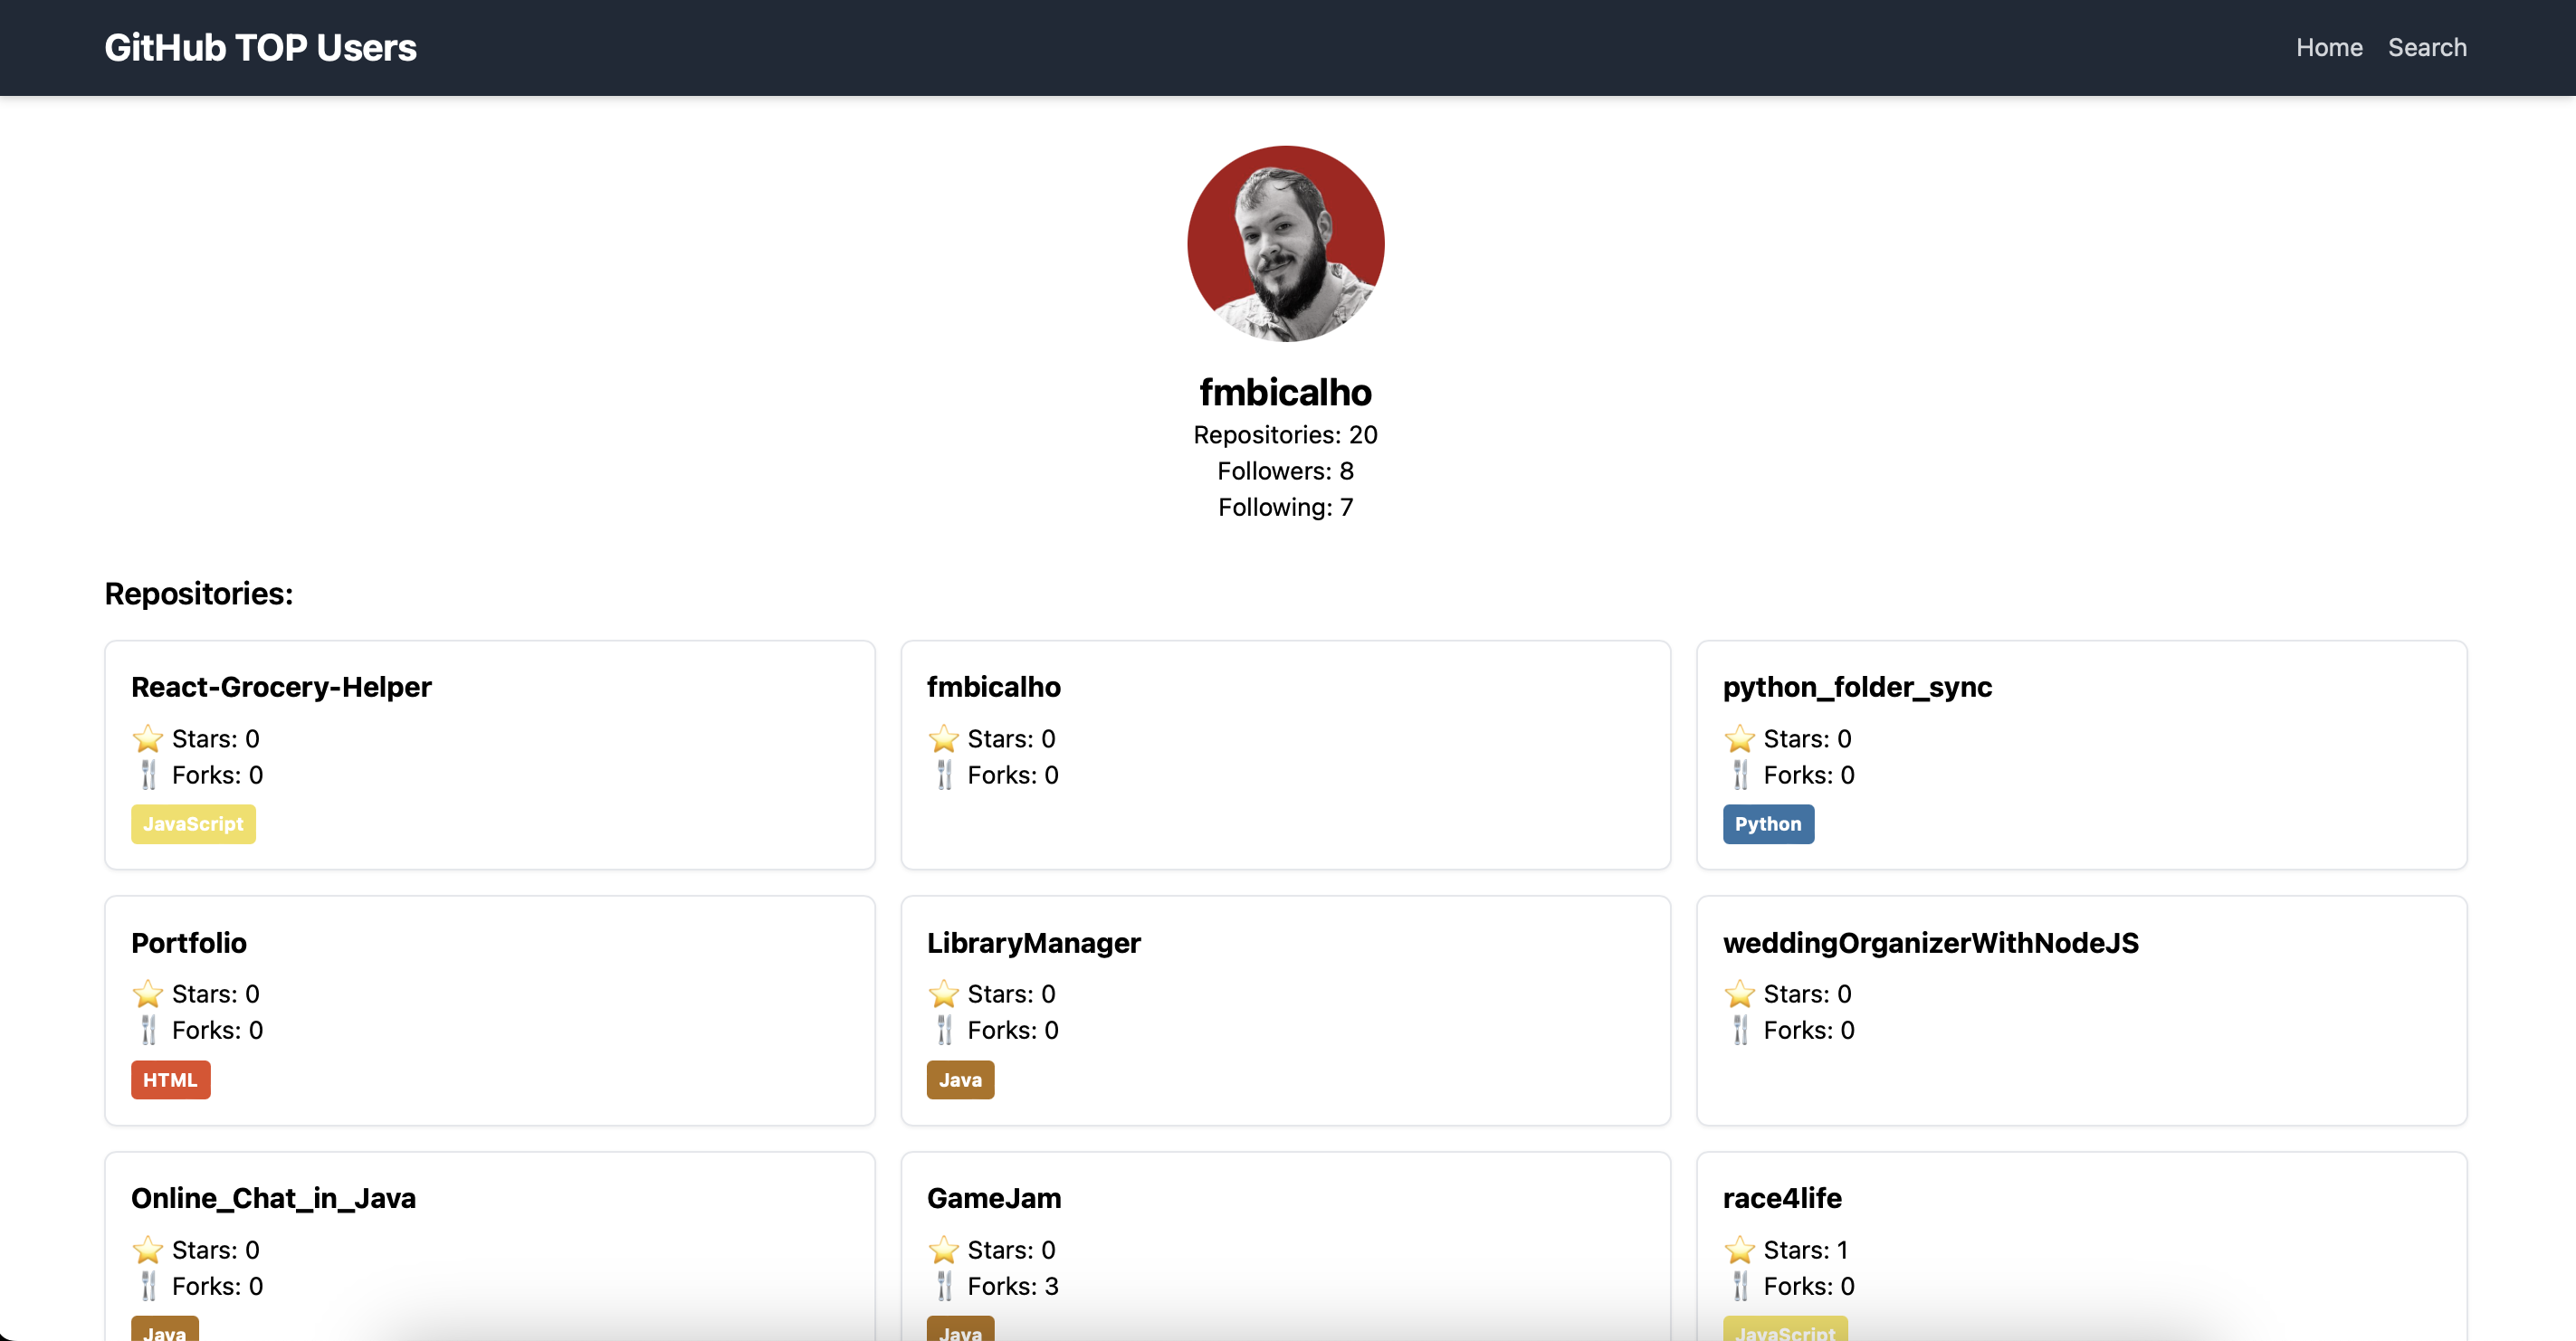 GitHub TOP Users
Home Search
fmbicalho
Repositories: 20
Followers: 8
Following: 7
Repositories:
React-Grocery-Helper
Stars: 0
Forks: 0
JavaScript
fmbicalho
Stars: 0
Forks: 0
python_folder_sync
Stars: 0
Forks: 0
Python
Portfolio
Stars: 0
Forks: 0
HTML
LibraryManager
Stars: 0
Forks: 0
Java
weddingOrganizerWithNodeJS
Stars: 0
Forks: 0
Online_Chat_in_Java
Stars: 0
Forks: 0
Java
GameJam
Stars: 0
Forks: 3
Java
race4life
Stars: 1
Forks: 0
JavaScript